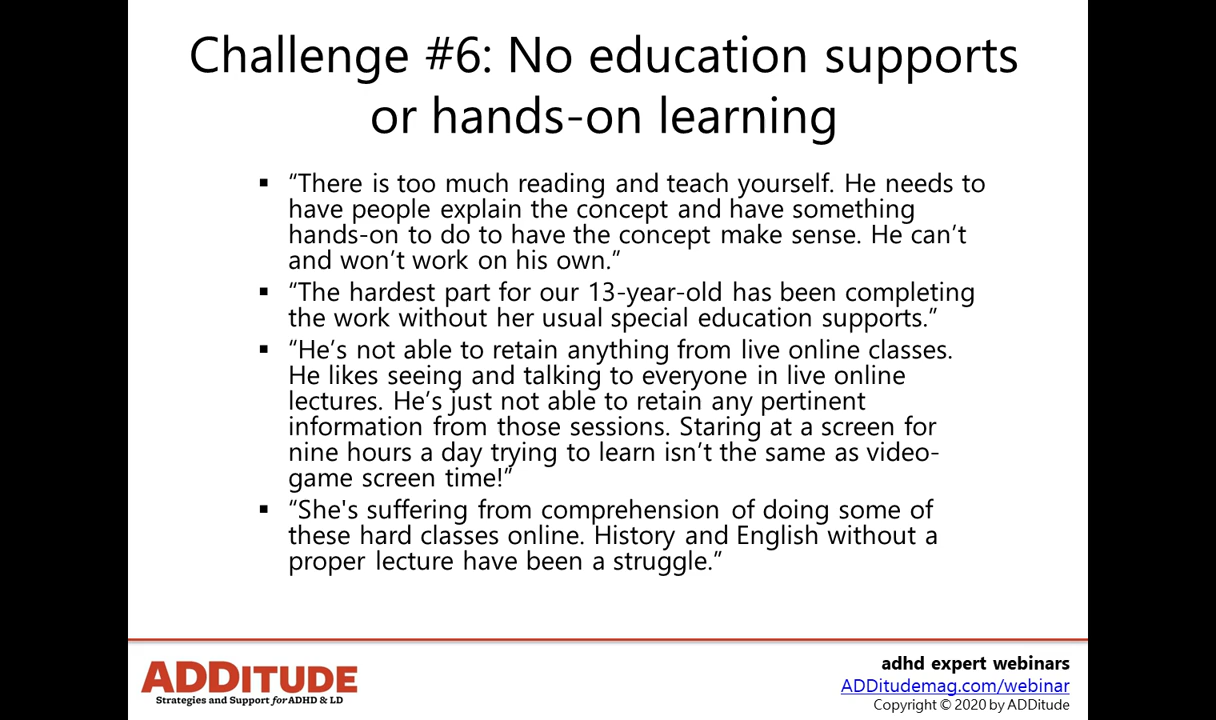 Challenge #6: No education supports
or hands-on learning
▪ “There is too much reading and teach yourself. He needs to
have people explain the concept and have something
hands-on to do to have the concept make sense. He can’t
and won’t work on his own.”
▪ “The hardest part for our 13-year-old has been completing
the work without her usual special education supports.”
▪ “He’s not able to retain anything from live online classes.
He likes seeing and talking to everyone in live online
lectures. He’s just not able to retain any pertinent
information from those sessions. Staring at a screen for
nine hours a day trying to learn isn’t the same as video-
game screen time!”
▪ “She's suffering from comprehension of doing some of
these hard classes online. History and English without a
proper lecture have been a struggle.”
ADDITUDE
Strategies and Support for ADHD & LD
adhd expert webinars
ADDitudemag.com/webinar
Copyright © 2020 by ADDitude